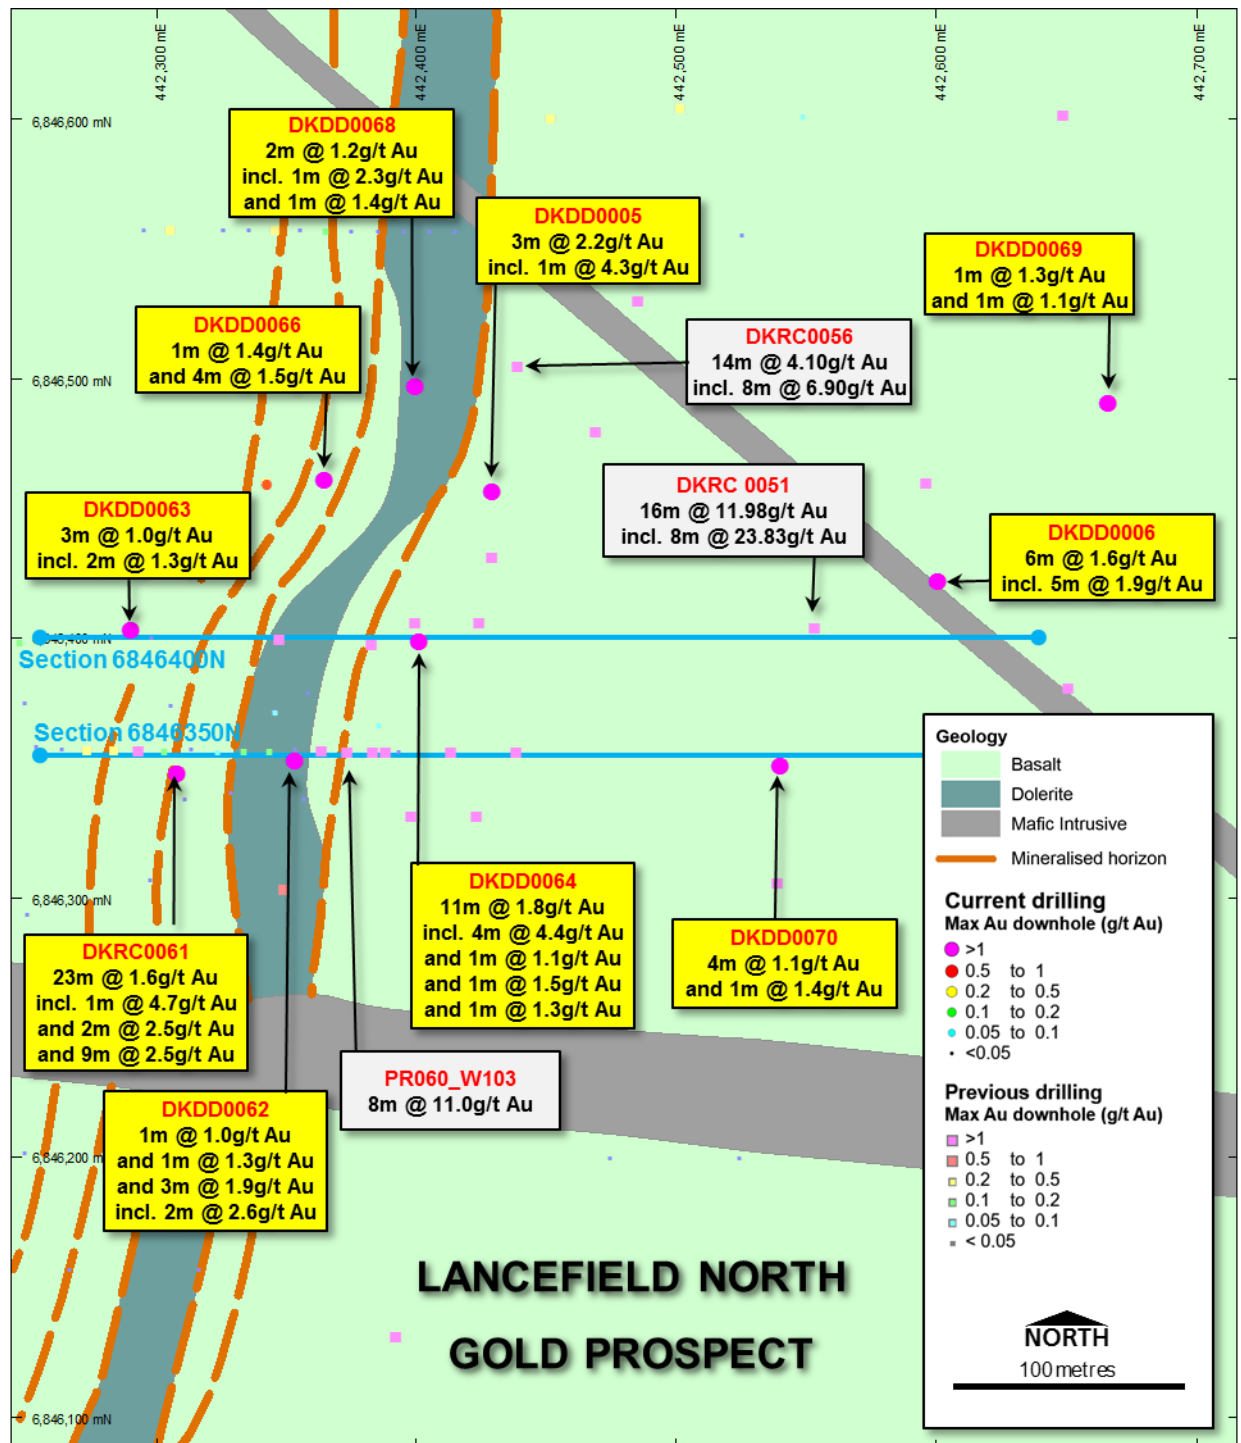 442,300 mE
442,400 mE
442,500 mE
442,600 mE
442,700 mE
6,846,600 mN
DKDD0068
2m @ 1.2g/t Au
incl. 1m @ 2.3g/t Au
and 1m @ 1.4g/t Au
DKDD0005
3m @ 2.2g/t Au
incl. 1m @ 4.3g/t Au
DKDD0069
1m @ 1.3g/t Au
and 1m @ 1.1g/t Au
DKDD0066
1m @ 1.4g/t Au
and 4m @ 1.5g/t Au
DKRC0056
14m @ 4.10g/t Au
incl. 8m @ 6.90g/t Au
6,846,500 mN
DKRC 0051
16m @ 11.98g/t Au
incl. 8m @ 23.83g/t Au
DKDD0063
3m @ 1.0g/t Au
incl. 2m @ 1.3g/t Au
DKDD0006
6m @ 1.6g/t Au
incl. 5m @ 1.9g/t Au
6,846,400 mN
Section 6846400N
Section 6846350N
6,846,300 mN
DKRC0061
23m @ 1.6g/t Au
incl. 1m @ 4.7g/t Au
and 2m @ 2.5g/t Au
and 9m @ 2.5g/t Au
DKDD0064
11m @ 1.8g/t Au
incl. 4m @ 4.4g/t Au
and 1m @ 1.1g/t Au
and 1m @ 1.5g/t Au
and 1m @ 1.3g/t Au
DKDD0070
4m @ 1.1g/t Au
and 1m @ 1.4g/t Au
PR060_W103
8m @ 11.0g/t Au
DKDD0062
1m @ 1.0g/t Au
and 1m @ 1.3g/t Au
and 3m @ 1.9g/t Au
incl. 2m @ 2.6g/t Au
6,846,200 mN
6,846,100 mN
LANCEFIELD NORTH
GOLD PROSPECT
Geology
Basalt
Dolerite
Mafic Intrusive
Mineralised horizon
Current drilling
Max Au downhole (g/t Au)
>1
0.5 to 1
0.2 to 0.5
0.1 to 0.2
0.05 to 0.1
<0.05
Previous drilling
Max Au downhole (g/t Au)
>1
0.5 to 1
0.2 to 0.5
0.1 to 0.2
0.05 to 0.1
< 0.05
NORTH
100 metres